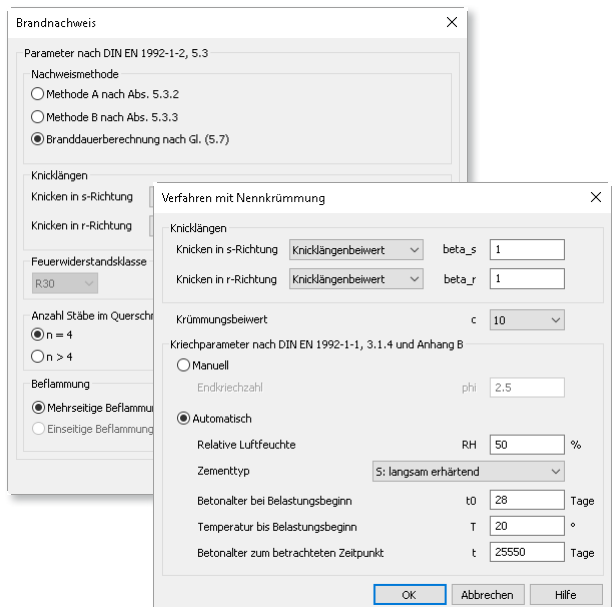 Brandnachweis
Parameter nach DIN EN 1992-1-2, 5.3
Nachweismethode
Methode A nach Abs. 5.3.2
Methode B nach Abs. 5.3.3
Branddauerberechnung nach Gl. (5.7)
Knicklängen
Knicken in s-Richtung
Knicken in r-Richtung
Feuerwiderstandsklasse
R30
Anzahl Stäbe im
n = 4
n > 4
Beflammung
Mehrseitige
Einseitige Beflammung
Verfahren mit Nennkrümmung
Knicklängen
Knicken in s-Richtung Knicklängenbeiwert beta_s 1
Knicken in r-Richtung Knicklängenbeiwert beta_r 1
Krümmungsbeiwert c 10
Kriechparameter nach DIN EN 1992-1-1, 3.1.4 und Anhang B
Manuell
Endkriechzahl phi 2.5
Automatisch
Relative Luftfeuchte RH 50 %
Zementtyp S: langsam erhärtend
Betonalter bei Belastungsbeginn t0 28 Tage
Temperatur bis Belastungsbeginn T 20 °
Betonalter zum betrachteten Zeitpunkt t 25550 Tage
OK Abbrechen Hilfe